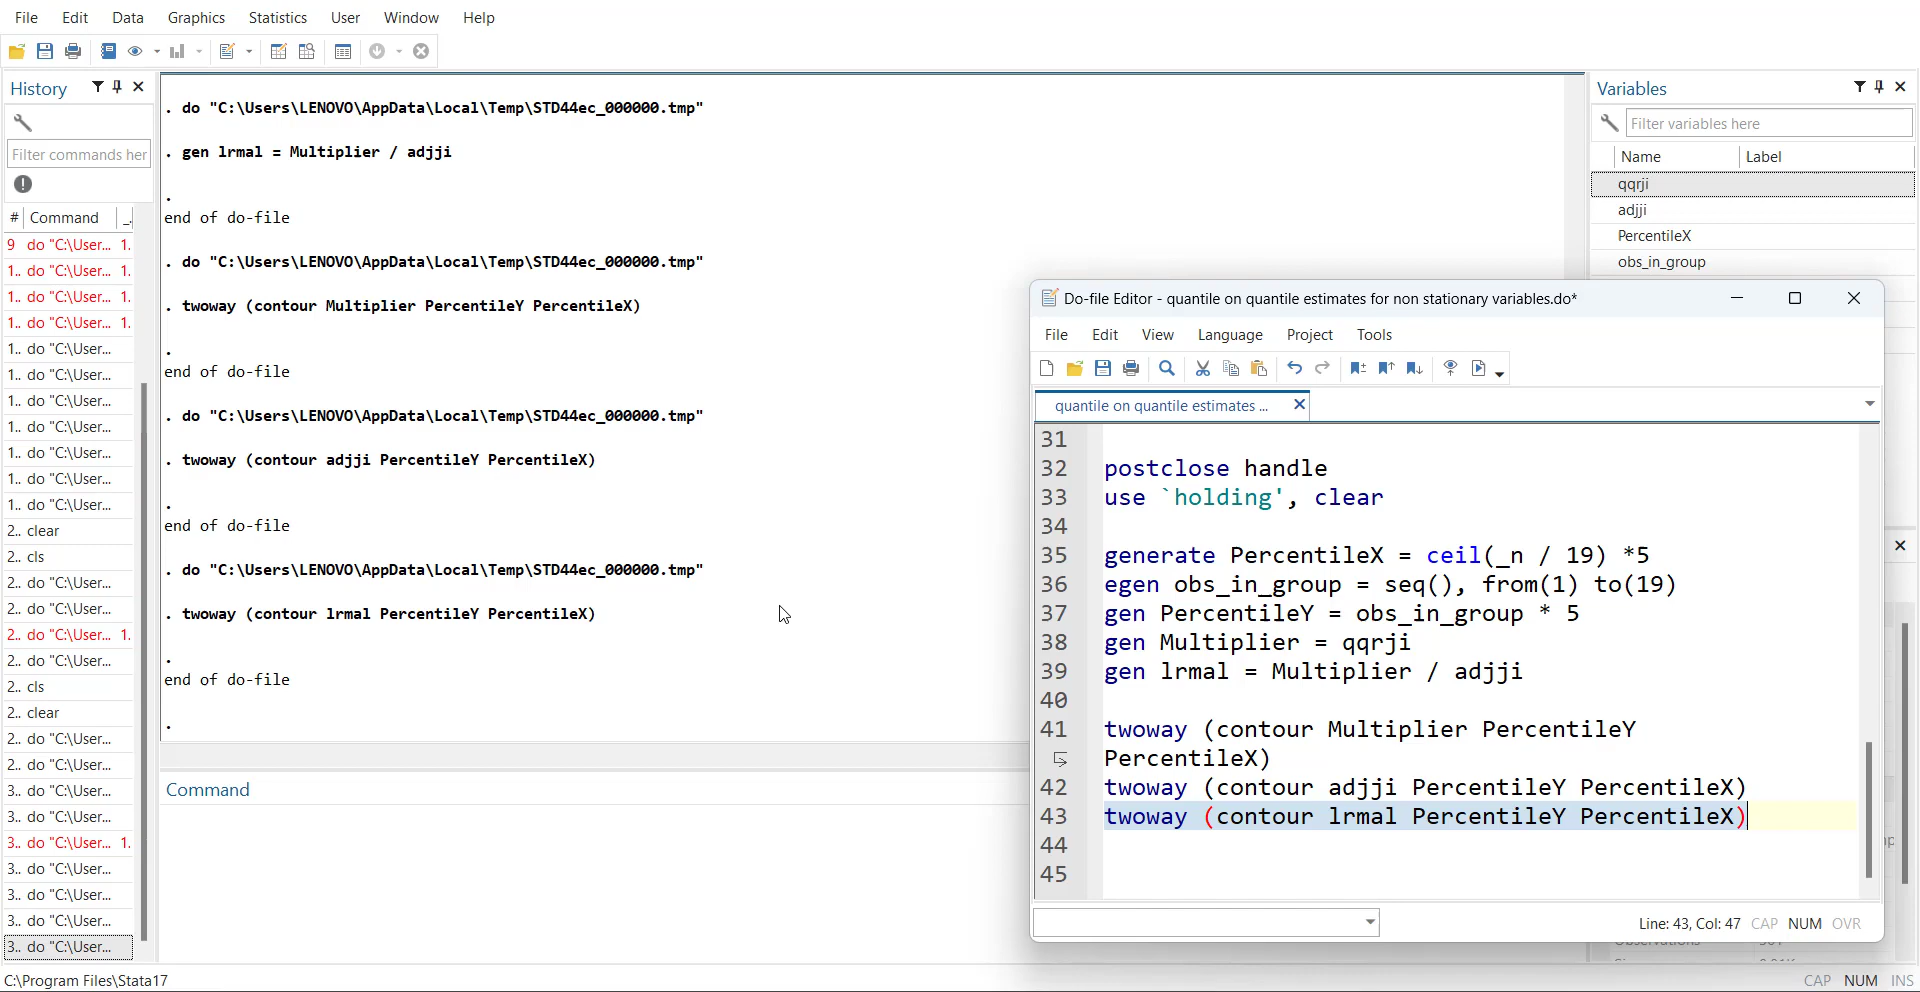 File Edit Data Graphics Statistics User Window Help
History
Filter commands her
# Command _.
9 do "C:\User... 1.
1.. do "C:\User... 1.
1.. do "C:\User... 1.
1.. do "C:\User... 1.
1.. do "C:\User...
1.. do "C:\User...
1.. do "C:\User...
1.. do "C:\User...
1.. do "C:\User...
1.. do "C:\User...
1.. do "C:\User...
2.. clear
2.. cls
2.. do "C:\User...
2.. do "C:\User...
2.. do "C:\User... 1.
2.. do "C:\User...
2.. cls
2.. clear
2.. do "C:\User...
2.. do "C:\User...
3.. do "C:\User...
3.. do "C:\User...
3.. do "C:\User... 1.
3.. do "C:\User...
3.. do "C:\User...
3.. do "C:\User...
3.. do "C:\User...
. do "C:\Users\LENOVO\AppData\Local\Temp\STD44ec_000000.tmp"
. gen lrmal = Multiplier / adjji
.
end of do-file
. do "C:\Users\LENOVO\AppData\Local\Temp\STD44ec_000000.tmp"
. twoway (contour Multiplier PercentileY PercentileX)
.
end of do-file
. do "C:\Users\LENOVO\AppData\Local\Temp\STD44ec_000000.tmp"
. twoway (contour adjji PercentileY PercentileX)
.
end of do-file
. do "C:\Users\LENOVO\AppData\Local\Temp\STD44ec_000000.tmp"
. twoway (contour lrmal PercentileY PercentileX)
.
end of do-file
.
Command
Variables
Filter variables here
Name Label
qqrji
adjji
PercentileX
obs_in_group
Do-file Editor - quantile on quantile estimates for non stationary variables.do*
File Edit View Language Project Tools
quantile on quantile estimates ...
31
32 postclose handle
33 use `holding', clear
34
35 generate PercentileX = ceil(_n / 19) *5
36 egen obs_in_group = seq(), from(1) to(19)
37 gen PercentileY = obs_in_group * 5
38 gen Multiplier = qqrji
39 gen lrmal = Multiplier / adjji
40
41 twoway (contour Multiplier PercentileY
PercentileX)
42 twoway (contour adjji PercentileY PercentileX)
43 twoway (contour lrmal PercentileY PercentileX)
44
45
Line: 43, Col: 47 CAP NUM OVR
C:\Program Files\Stata17
CAP NUM INS